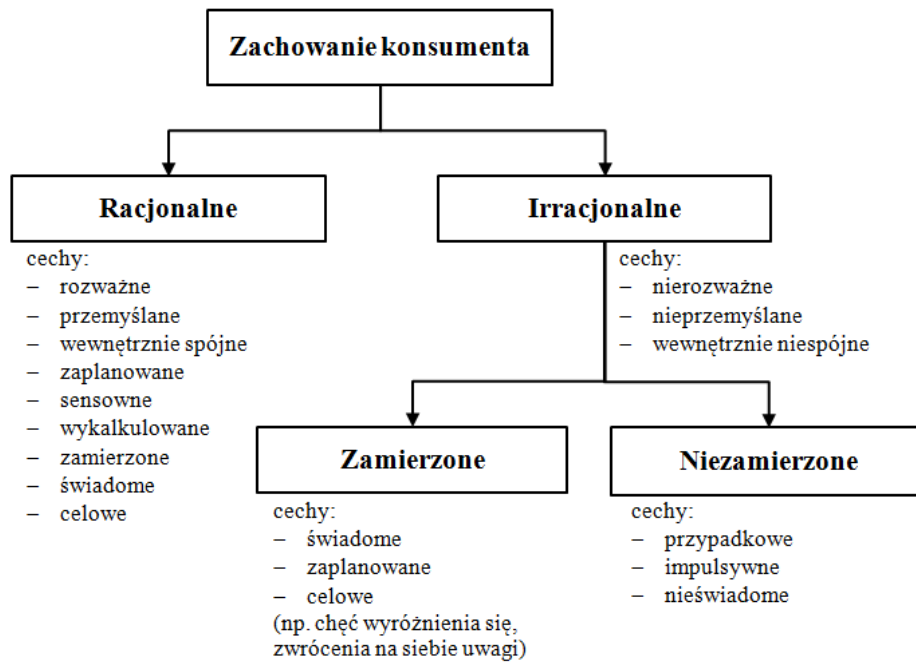 Zachowanie konsumenta
Racjonalne
cechy:
– rozważne
– przemyślane
– wewnętrznie spójne
– zaplanowane
– sensowne
– wykalkulowane
– zamierzone
– świadome
– celowe
Irracjonalne
cechy:
– nierozważne
– nieprzemyślane
– wewnętrznie niespójne
Zamierzone
cechy:
– świadome
– zaplanowane
– celowe
(np. chęć wyróżnienia się,
zwrócenia na siebie uwagi)
Niezamierzone
cechy:
– przypadkowe
– impulsywne
– nieświadome